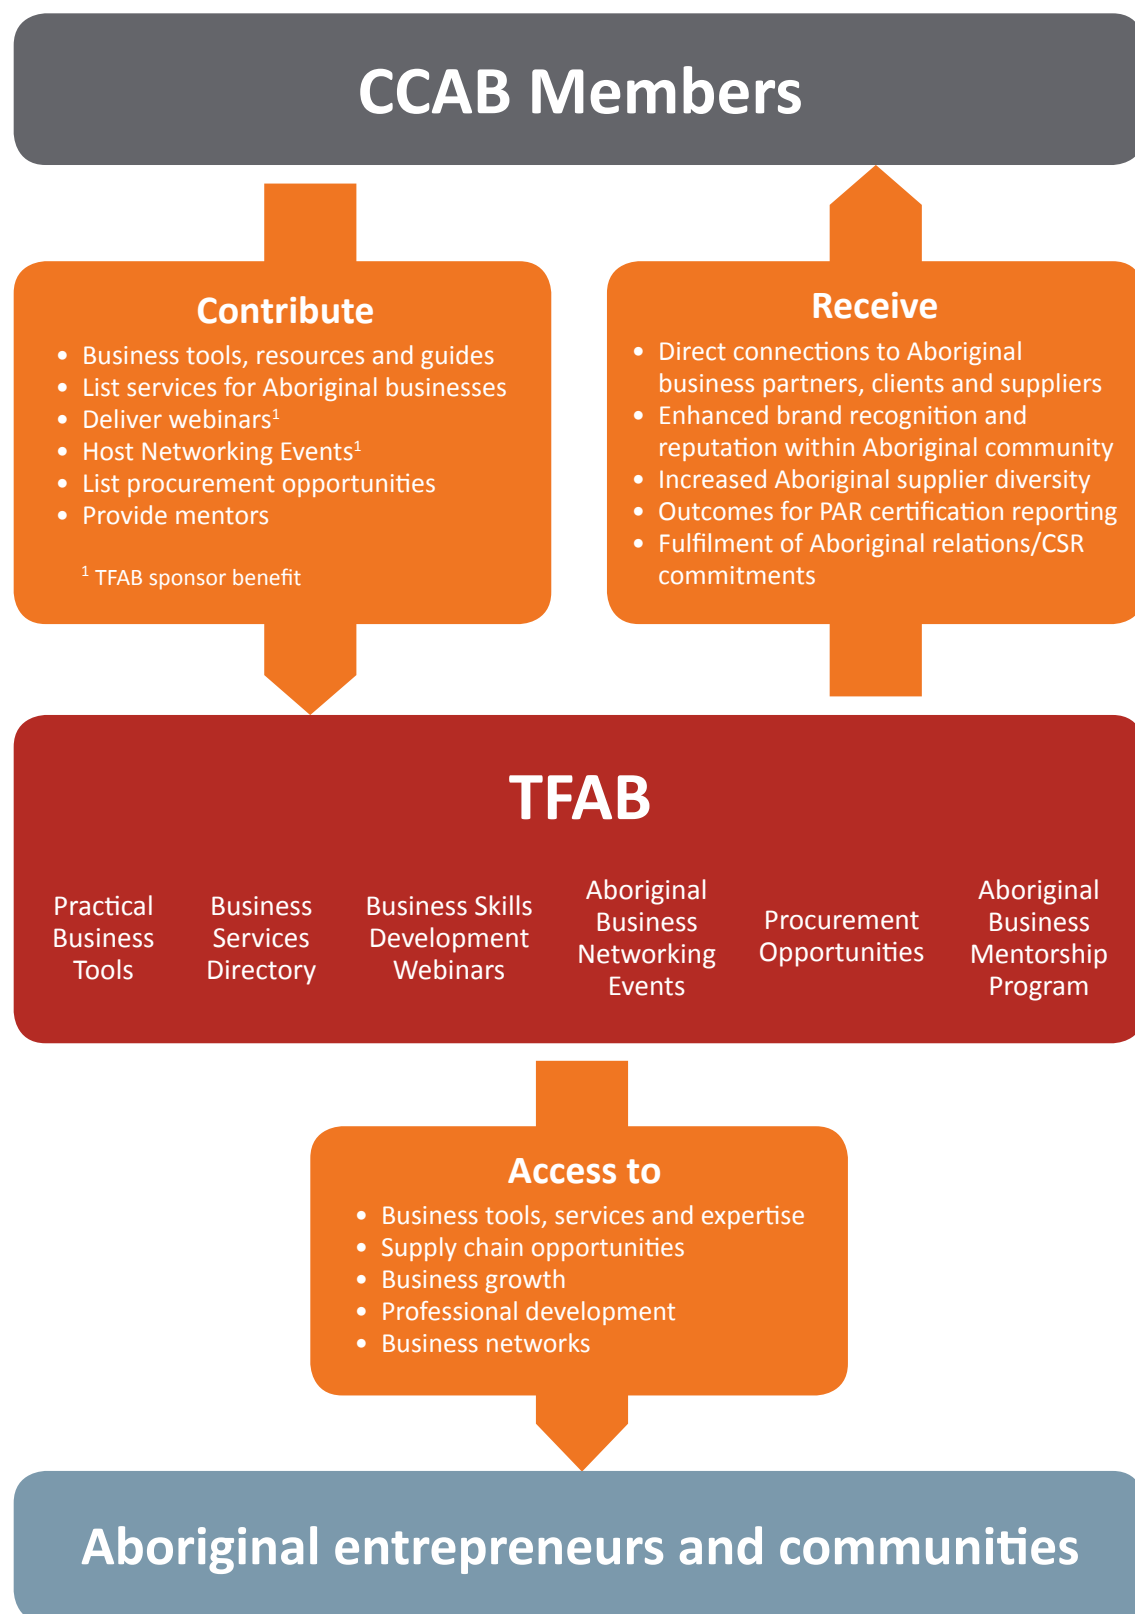 CCAB Members
Contribute
• Business tools, resources and guides
• List services for Aboriginal businesses
• Deliver webinars¹
• Host Networking Events¹
• List procurement opportunities
• Provide mentors
¹ TFAB sponsor benefit
Receive
• Direct connections to Aboriginal
business partners, clients and suppliers
• Enhanced brand recognition and
reputation within Aboriginal community
• Increased Aboriginal supplier diversity
• Outcomes for PAR certification reporting
• Fulfilment of Aboriginal relations/CSR
commitments
TFAB
Practical
Business
Tools
Business
Services
Directory
Business Skills
Development
Webinars
Aboriginal
Business
Networking
Events
Procurement
Opportunities
Aboriginal
Business
Mentorship
Program
Access to
• Business tools, services and expertise
• Supply chain opportunities
• Business growth
• Professional development
• Business networks
Aboriginal entrepreneurs and communities